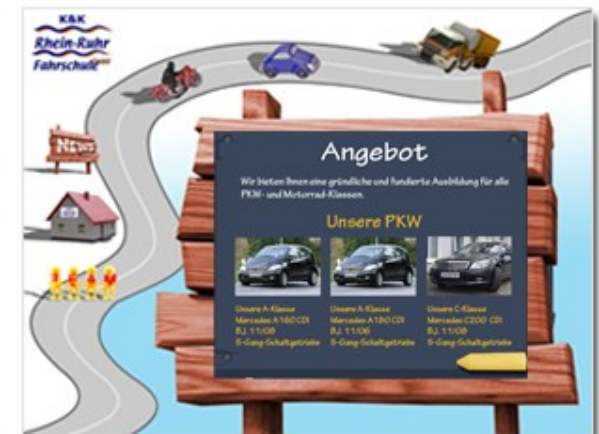 K&K
Rhein-Ruhr
Fahrschule
News
Angebot
Wir bieten Ihnen eine gründliche und fundierte Ausbildung für alle
PKW- und Motorrad-Klassen.
Unsere PKW
Unsere A-Klasse
Mercedes A 160 CDI
BJ. 11/08
5-Gang-Schaltgetriebe
Unsere A-Klasse
Mercedes A 180 CDI
BJ. 11/06
5-Gang-Schaltgetriebe
Unsere C-Klasse
Mercedes C200 CDI
BJ. 11/08
5-Gang-Schaltgetriebe